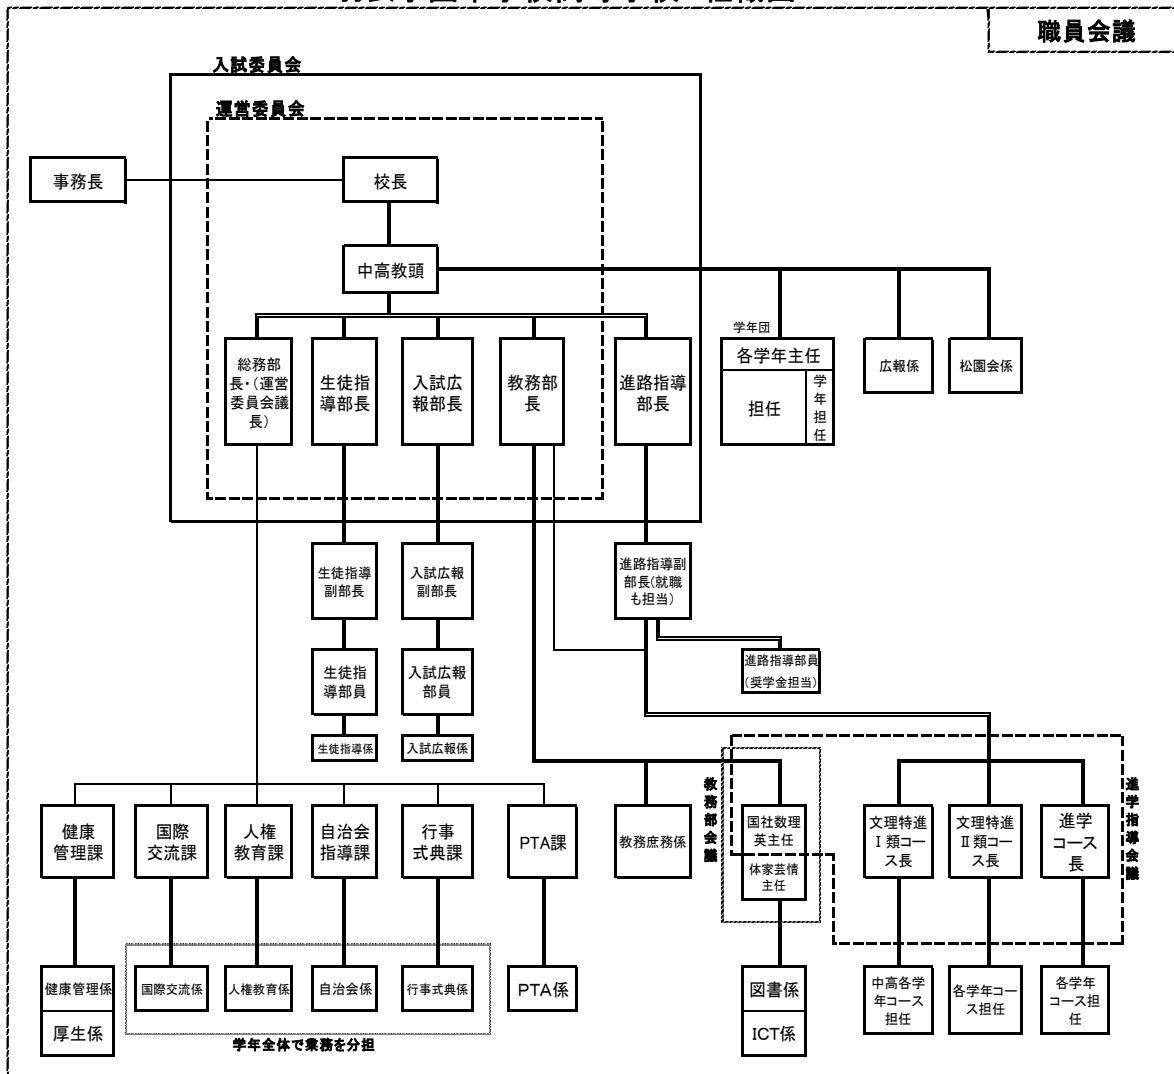 職員会議
入試委員会
運営委員会
事務長
校長
中高教頭
学年団
各学年主任
担任
学
年
担
任
広報係
松園会係
総務部
長・(運営
委員会議
長)
生徒指
導部長
入試広
報部長
教務部
長
進路指導
部長
生徒指導
副部長
入試広報
副部長
進路指導副
部長(就職
も担当)
生徒指
導部員
入試広報
部員
進路指導部員
(奨学金担当)
生徒指導係
入試広報係
健康
管理課
国際
交流課
人権
教育課
自治会
指導課
行事
式典課
PTA課
教務庶務係
教務部会議
国社数理
英主任
体家芸情
主任
文理特進
Ⅰ類コー
ス長
文理特進
Ⅱ類コー
ス長
進学
コース
長
進学指導会議
健康管理係
厚生係
国際交流係
人権教育係
自治会係
行事式典係
PTA係
図書係
ICT係
中高各学
年コース
担任
各学年コー
ス担任
各学年
コース担
任
学年全体で業務を分担